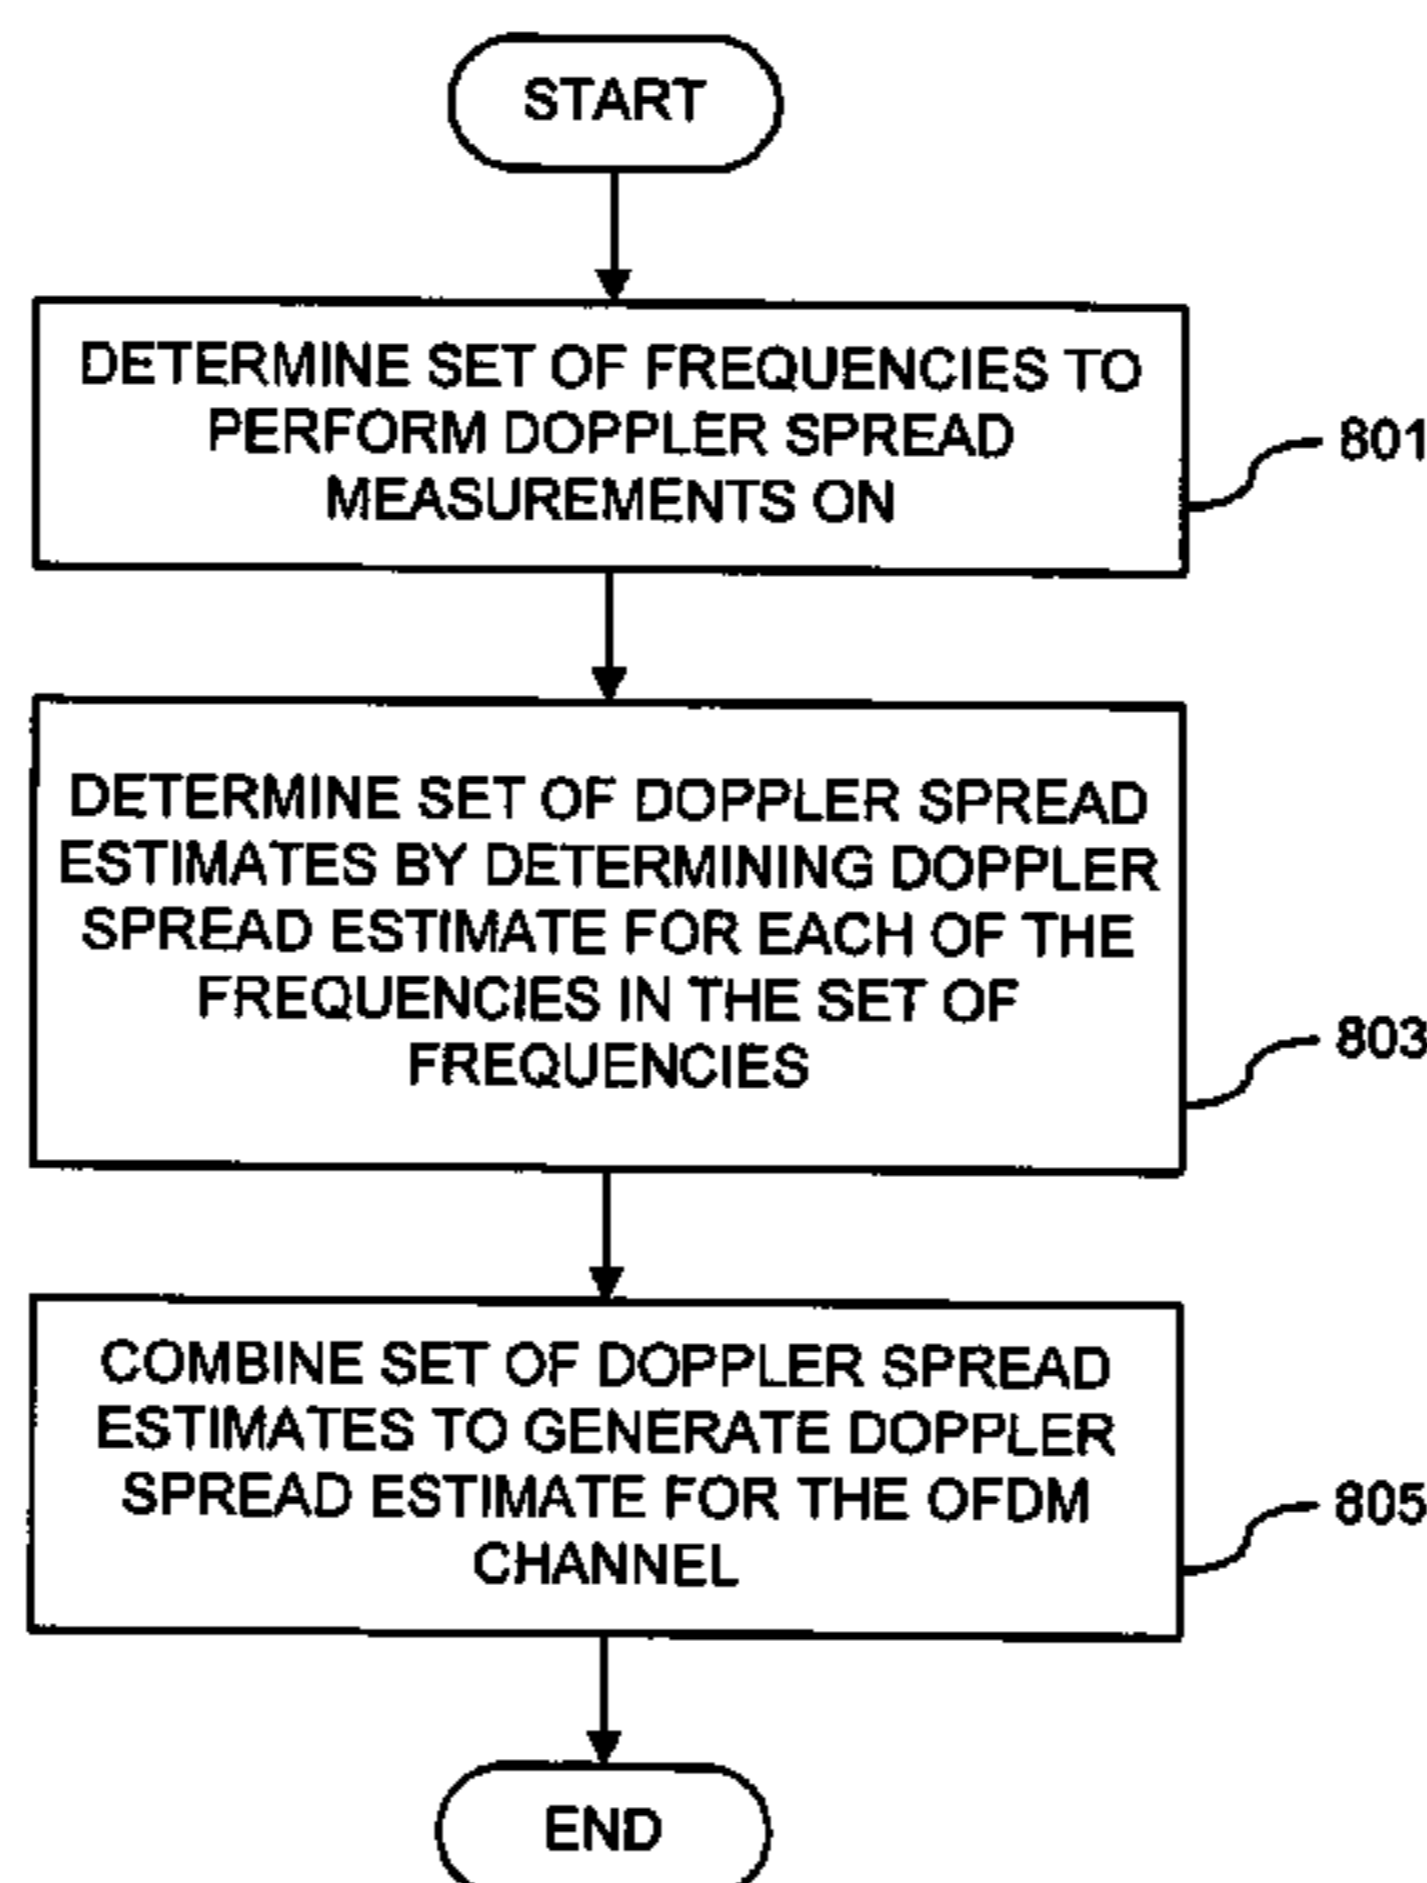 START
DETERMINE SET OF FREQUENCIES TO
PERFORM DOPPLER SPREAD
MEASUREMENTS ON
801
DETERMINE SET OF DOPPLER SPREAD
ESTIMATES BY DETERMINING DOPPLER
SPREAD ESTIMATE FOR EACH OF THE
FREQUENCIES IN THE SET OF
FREQUENCIES
803
COMBINE SET OF DOPPLER SPREAD
ESTIMATES TO GENERATE DOPPLER
SPREAD ESTIMATE FOR THE OFDM
CHANNEL
805
END